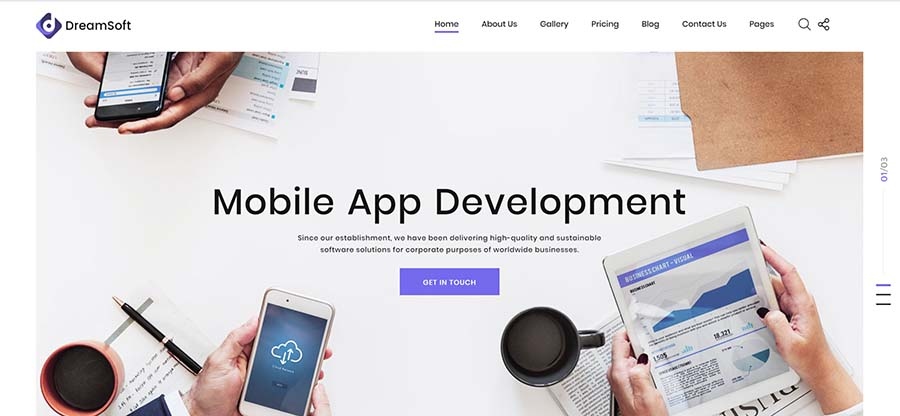 DreamSoft
Home About Us Gallery Pricing Blog Contact Us Pages
01/03
Mobile App Development
Since our establishment, we have been delivering high-quality and sustainable
software solutions for corporate purposes of worldwide businesses.
GET IN TOUCH
BUSINESS CHART - VISUAL
BUSINESS CHART
18,321